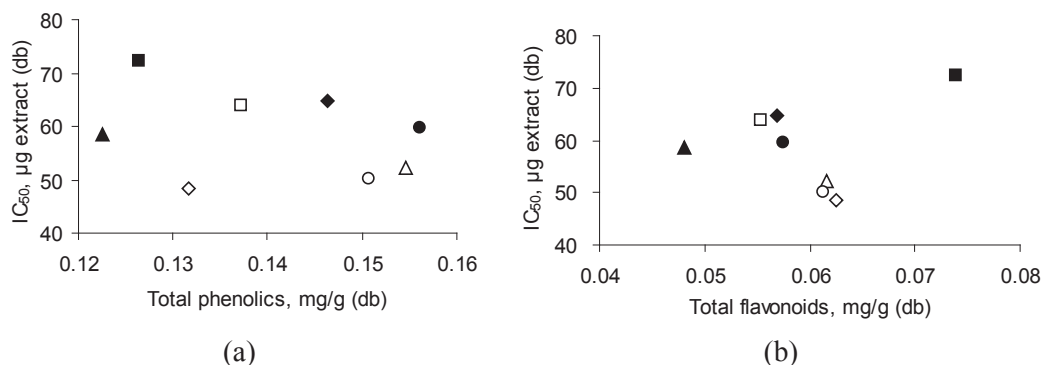 80
70
60
50
40
IC50, µg extract (db)
0.12 0.13 0.14 0.15 0.16
Total phenolics, mg/g (db)
(a)
80
70
60
50
40
IC50, µg extract (db)
0.04 0.05 0.06 0.07 0.08
Total flavonoids, mg/g (db)
(b)